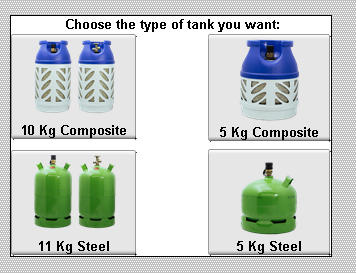 Choose the type of tank you want:
10 Kg Composite
5 Kg Composite
11 Kg Steel
5 Kg Steel